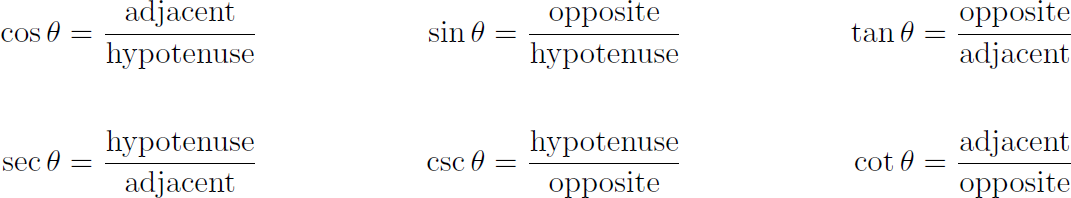 cos θ = adjacent / hypotenuse
sin θ = opposite / hypotenuse
tan θ = opposite / adjacent
sec θ = hypotenuse / adjacent
csc θ = hypotenuse / opposite
cot θ = adjacent / opposite